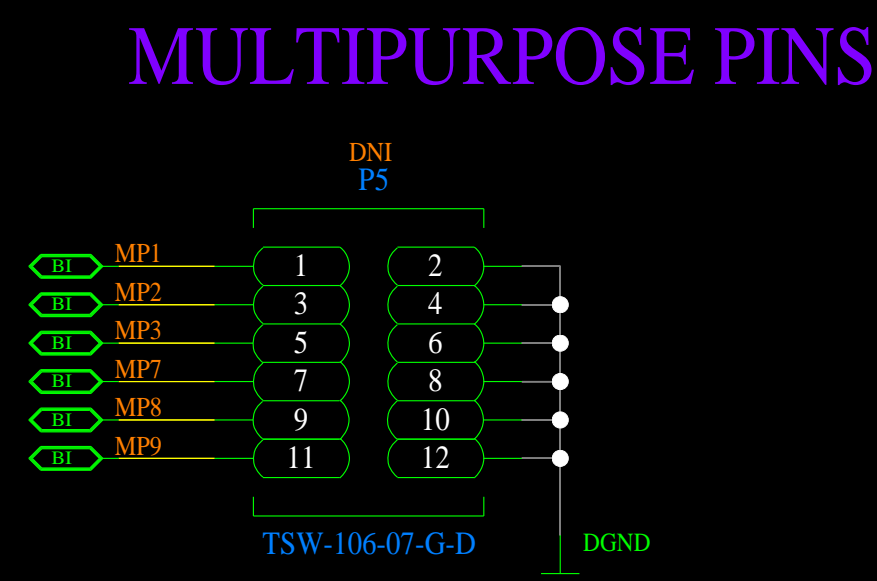 MULTIPURPOSE PINS
DNI
P5
BI MP1 1 2
BI MP2 3 4
BI MP3 5 6
BI MP7 7 8
BI MP8 9 10
BI MP9 11 12
TSW-106-07-G-D DGND